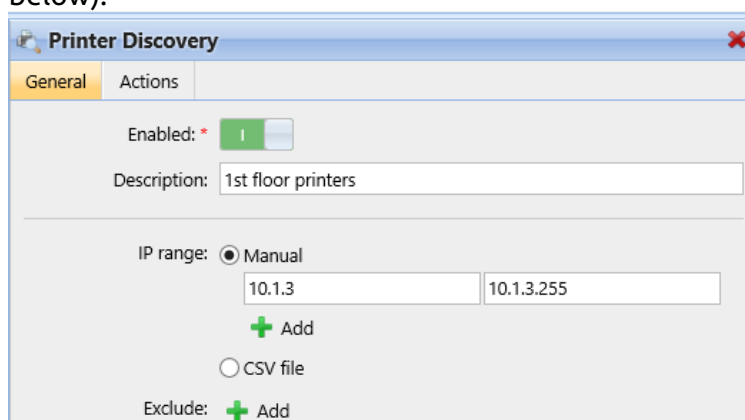 below).
Printer Discovery
General Actions
Enabled: *
Description: 1st floor printers
IP range: Manual
10.1.3 10.1.3.255
Add
CSV file
Exclude: Add